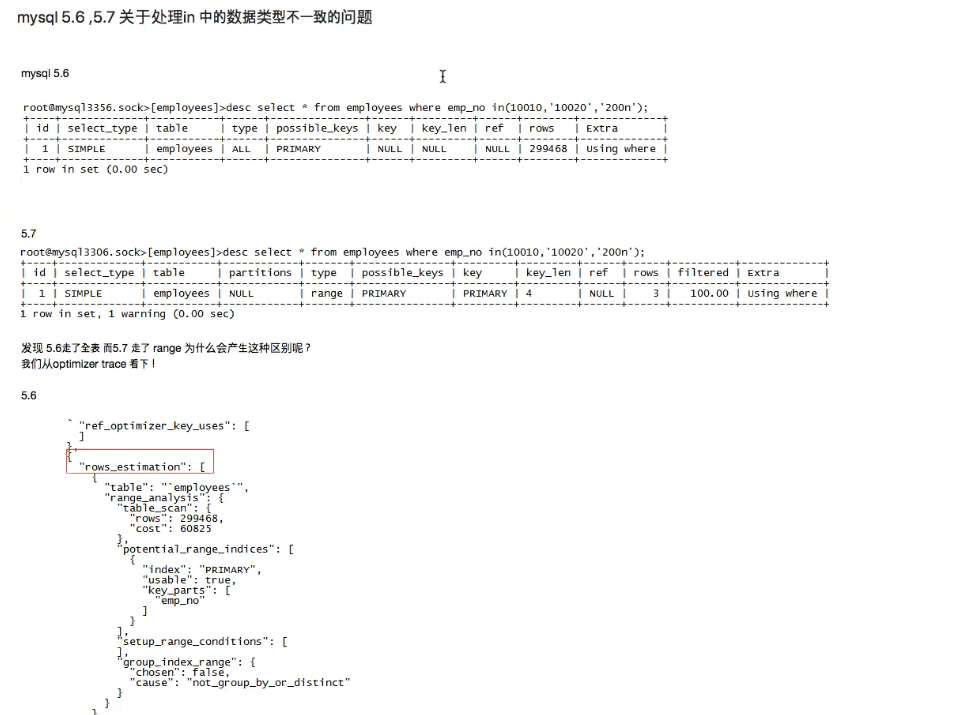 mysql 5.6 ,5.7 关于处理in 中的数据类型不一致的问题
mysql 5.6
root@mysql3356.sock>[employees]>desc select * from employees where emp_no in(10010,'10020','200n');
+----+-------------+-----------+------+---------------+------+---------+------+--------+-------------+
| id | select_type | table | type | possible_keys | key | key_len | ref | rows | Extra |
+----+-------------+-----------+------+---------------+------+---------+------+--------+-------------+
| 1 | SIMPLE | employees | ALL | PRIMARY | NULL | NULL | NULL | 299468 | Using where |
+----+-------------+-----------+------+---------------+------+---------+------+--------+-------------+
1 row in set (0.00 sec)
5.7
root@mysql3306.sock>[employees]>desc select * from employees where emp_no in(10010,'10020','200n');
+----+-------------+-----------+------------+-------+---------------+---------+---------+------+------+----------+-------------+
| id | select_type | table | partitions | type | possible_keys | key | key_len | ref | rows | filtered | Extra |
+----+-------------+-----------+------------+-------+---------------+---------+---------+------+------+----------+-------------+
| 1 | SIMPLE | employees | NULL | range | PRIMARY | PRIMARY | 4 | NULL | 3 | 100.00 | Using where |
+----+-------------+-----------+------------+-------+---------------+---------+---------+------+------+----------+-------------+
1 row in set, 1 warning (0.00 sec)
发现 5.6走了全表 而5.7 走了 range 为什么会产生这种区别呢？
我们从optimizer trace 看下！
5.6
` "ref_optimizer_key_uses": [
]
},
{
"rows_estimation": [
{
"table": "`employees`",
"range_analysis": {
"table_scan": {
"rows": 299468,
"cost": 60825
},
"potential_range_indices": [
{
"index": "PRIMARY",
"usable": true,
"key_parts": [
"emp_no"
]
}
],
"setup_range_conditions": [
],
"group_index_range": {
"chosen": false,
"cause": "not_group_by_or_distinct"
}
}
}